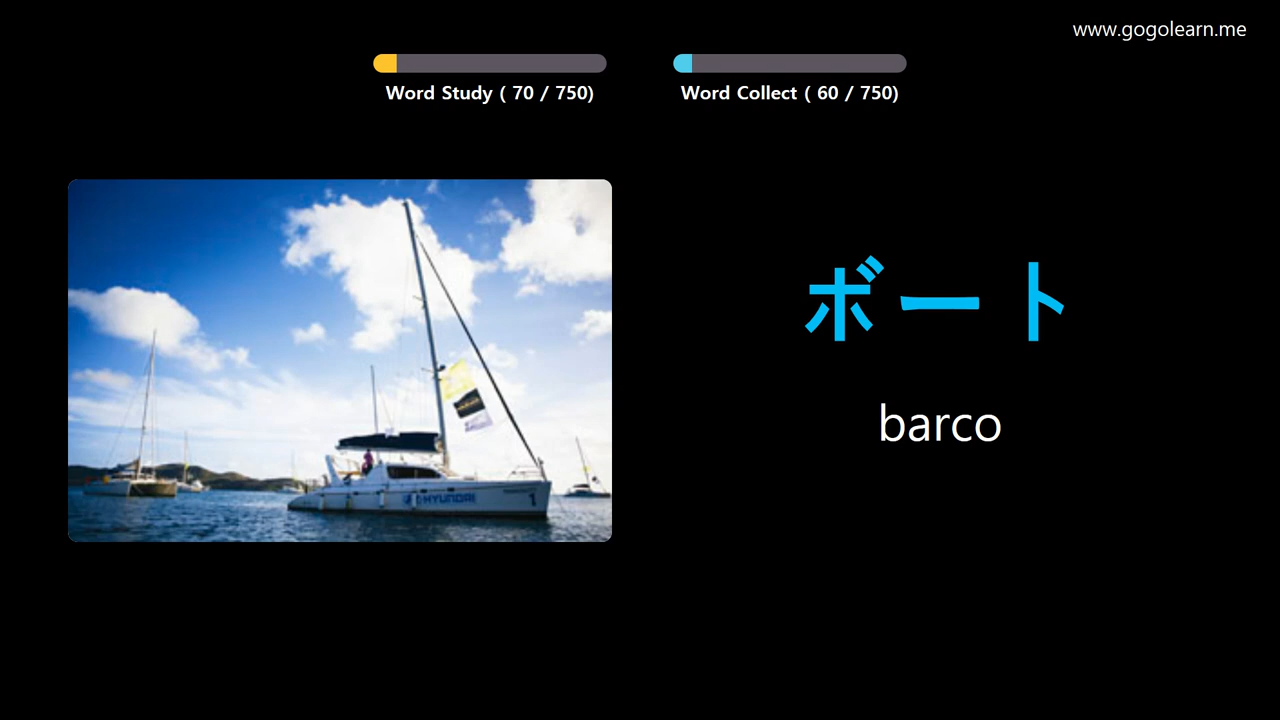 www.gogolearn.me
Word Study ( 70 / 750)
Word Collect ( 60 / 750)
ボート
barco
HYUNDAI
1